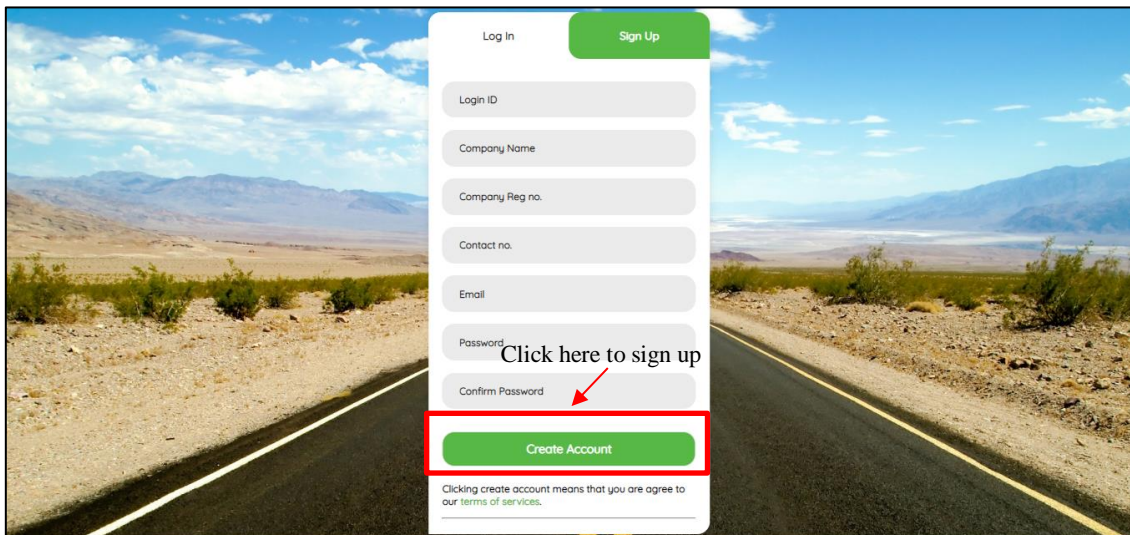 Log In
Sign Up
Login ID
Company Name
Company Reg no.
Contact no.
Email
Password
Click here to sign up
Confirm Password
Create Account
Clicking create account means that you are agree to
our terms of services.